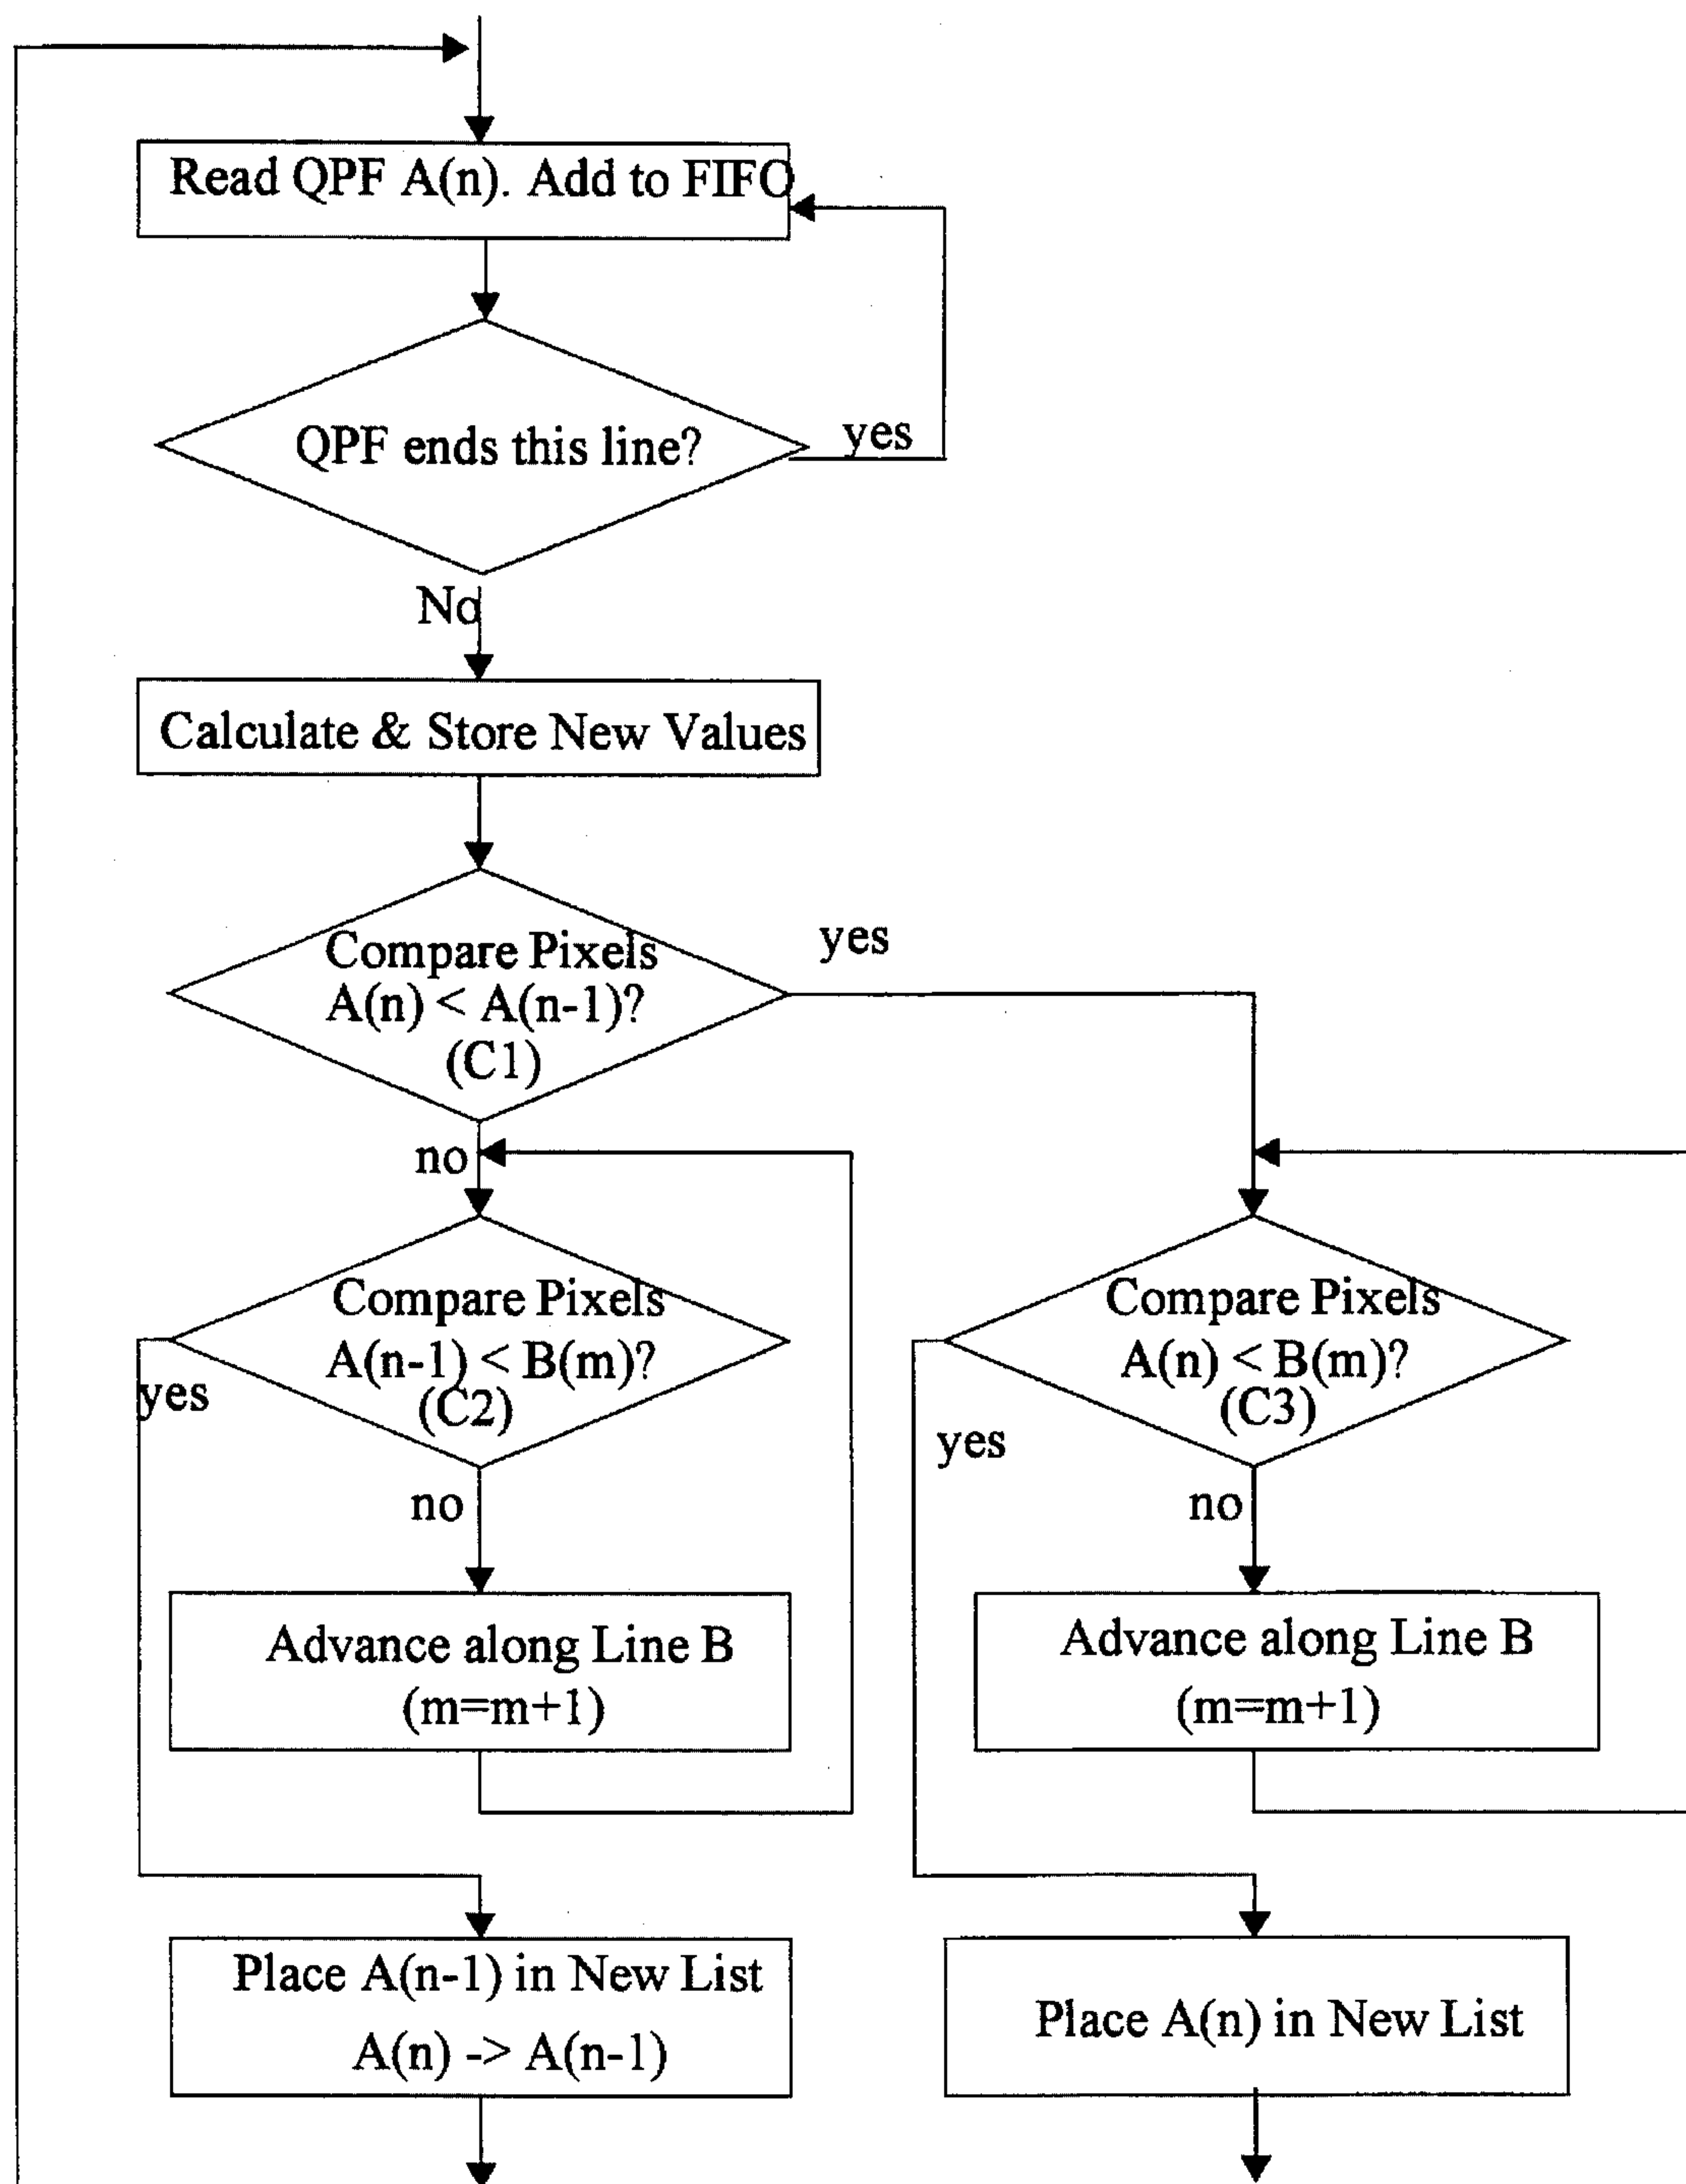 Read QPF A(n). Add to FIFO
QPF ends this line?
yes
No
Calculate & Store New Values
Compare Pixels
A(n) < A(n-1)?
(C1)
yes
no
Compare Pixels
A(n-1) < B(m)?
(C2)
yes
no
Advance along Line B
(m=m+1)
Place A(n-1) in New List
A(n) -> A(n-1)
Compare Pixels
A(n) < B(m)?
(C3)
yes
no
Advance along Line B
(m=m+1)
Place A(n) in New List